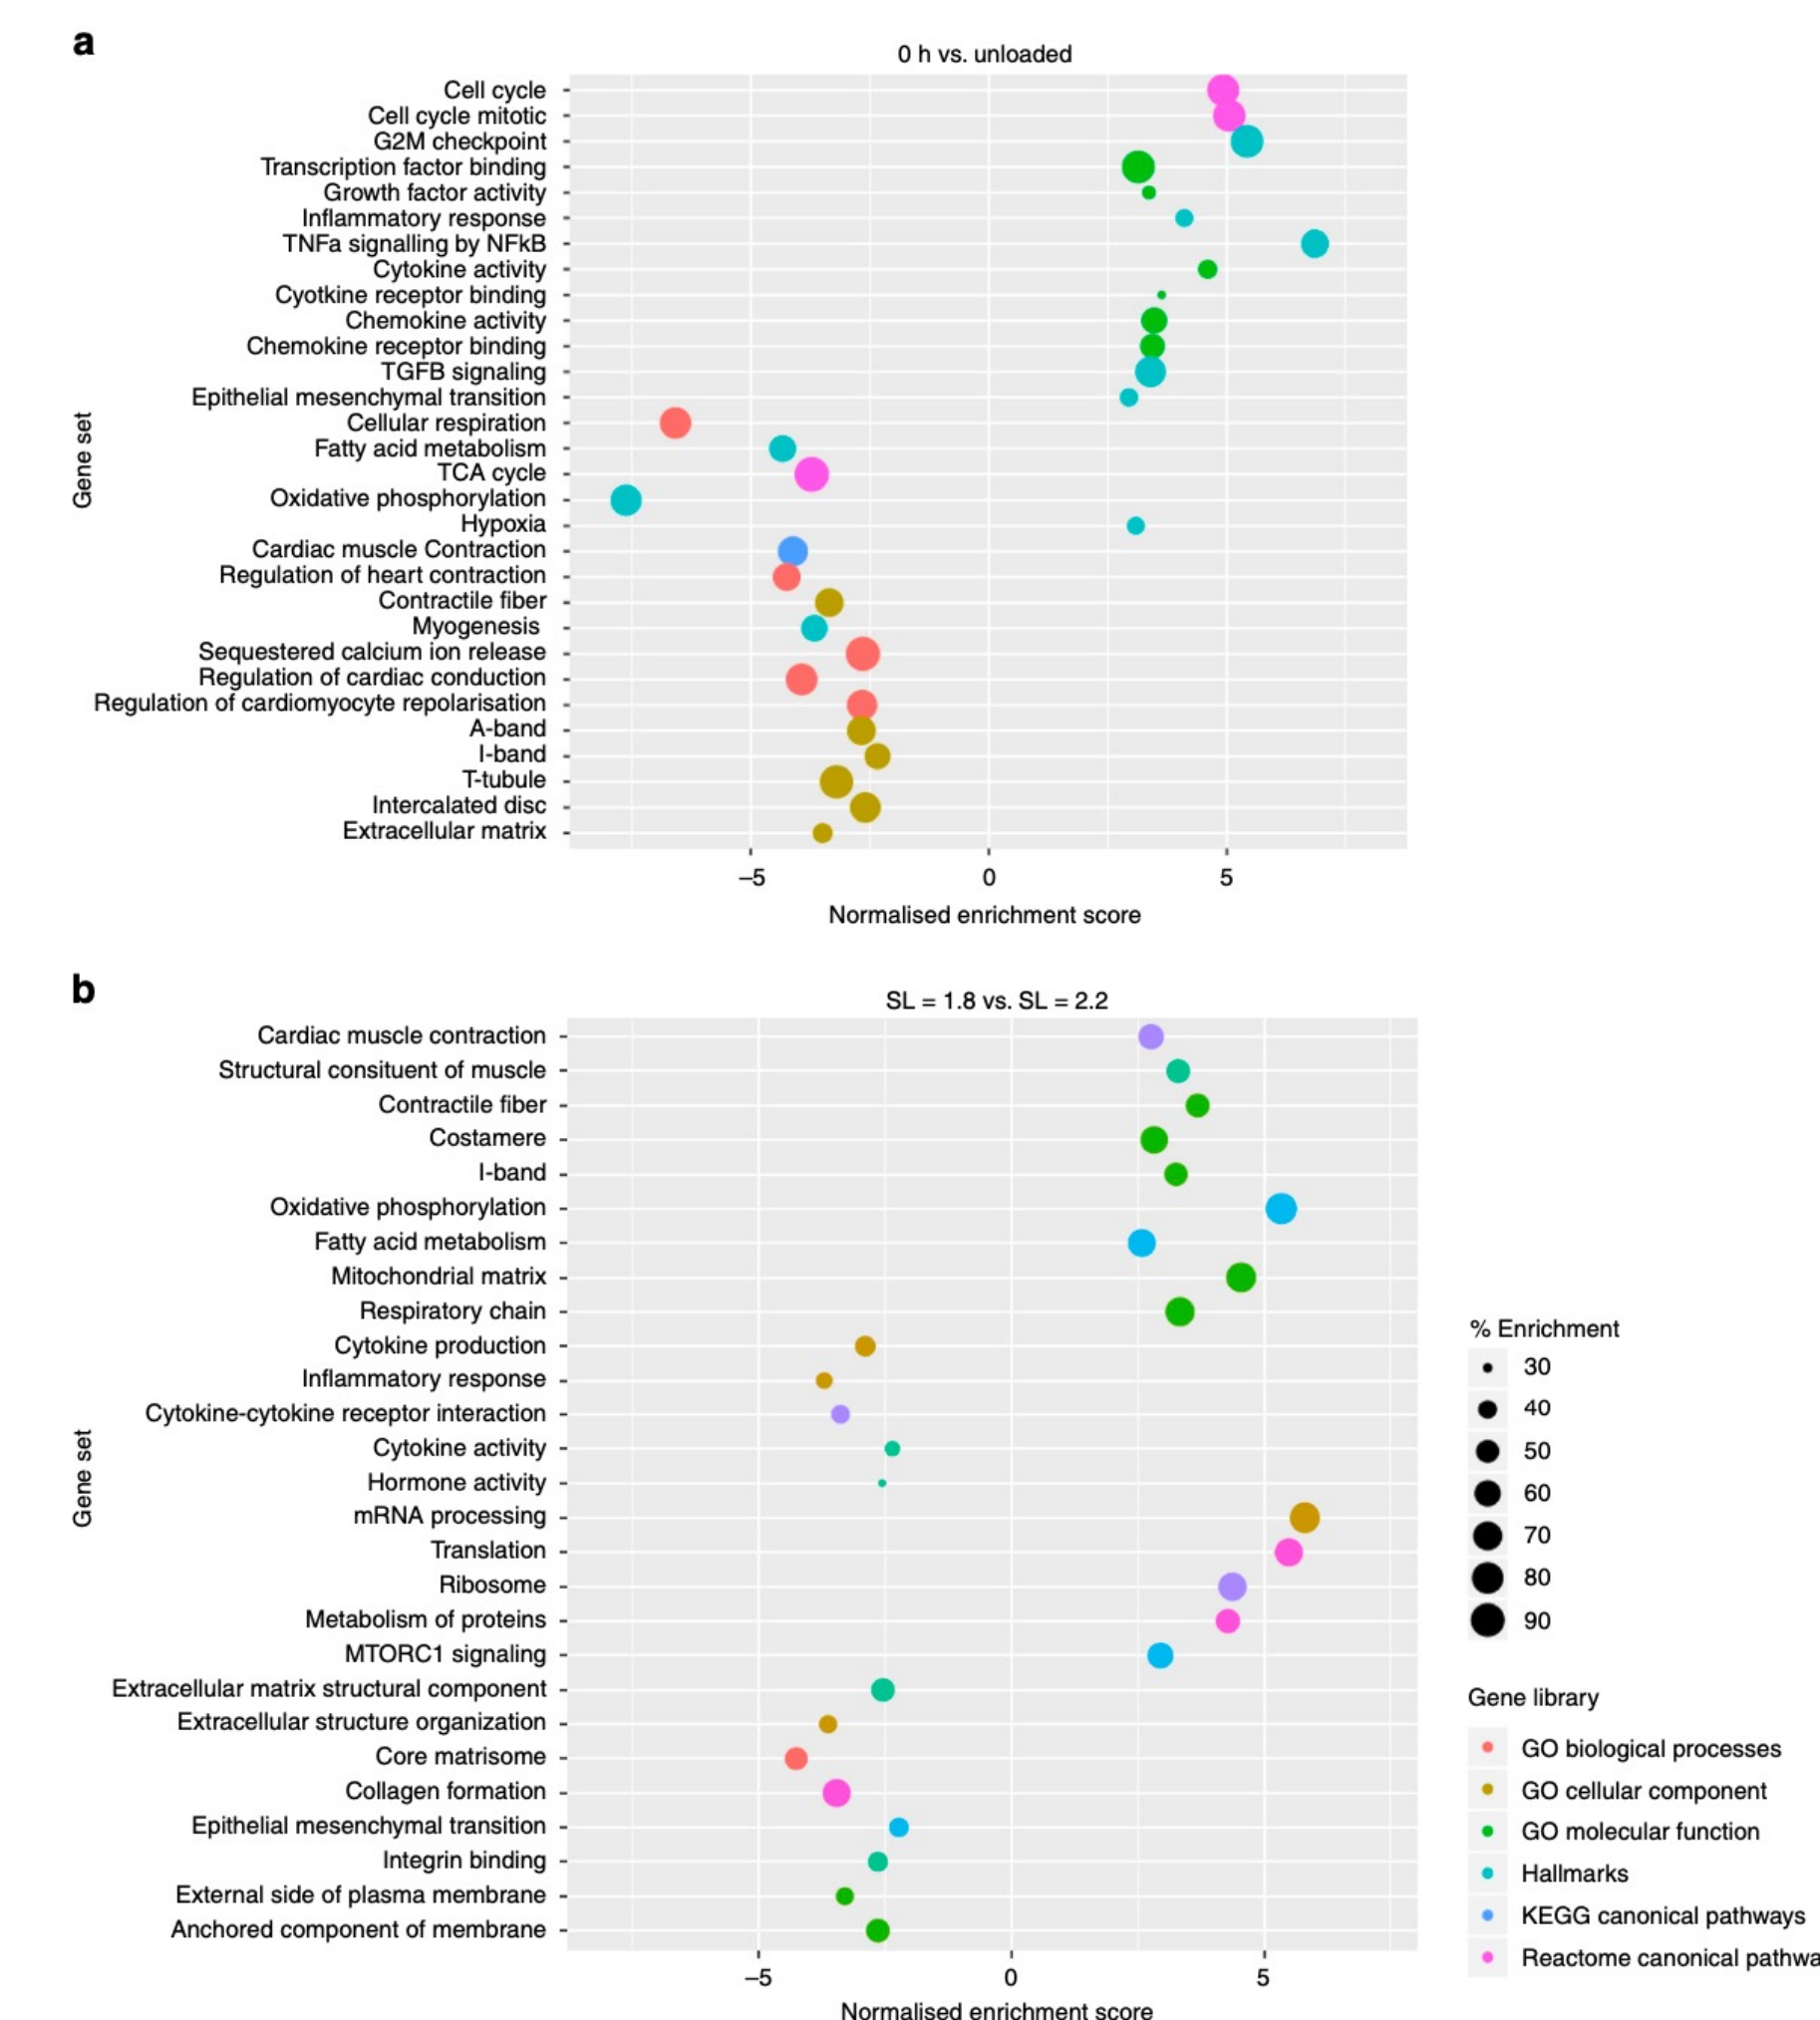 a
0 h vs. unloaded
Cell cycle
Cell cycle mitotic
G2M checkpoint
Transcription factor binding
Growth factor activity
Inflammatory response
TNFa signalling by NFkB
Cytokine activity
Cyotkine receptor binding
Chemokine activity
Chemokine receptor binding
TGFB signaling
Epithelial mesenchymal transition
Cellular respiration
Fatty acid metabolism
TCA cycle
Oxidative phosphorylation
Hypoxia
Cardiac muscle Contraction
Regulation of heart contraction
Contractile fiber
Myogenesis
Sequestered calcium ion release
Regulation of cardiac conduction
Regulation of cardiomyocyte repolarisation
A-band
I-band
T-tubule
Intercalated disc
Extracellular matrix
Gene set
–5 0 5
Normalised enrichment score
b
SL = 1.8 vs. SL = 2.2
Cardiac muscle contraction
Structural consituent of muscle
Contractile fiber
Costamere
I-band
Oxidative phosphorylation
Fatty acid metabolism
Mitochondrial matrix
Respiratory chain
Cytokine production
Inflammatory response
Cytokine-cytokine receptor interaction
Cytokine activity
Hormone activity
mRNA processing
Translation
Ribosome
Metabolism of proteins
MTORC1 signaling
Extracellular matrix structural component
Extracellular structure organization
Core matrisome
Collagen formation
Epithelial mesenchymal transition
Integrin binding
External side of plasma membrane
Anchored component of membrane
Gene set
–5 0 5
Normalised enrichment score
% Enrichment
30
40
50
60
70
80
90
Gene library
GO biological processes
GO cellular component
GO molecular function
Hallmarks
KEGG canonical pathways
Reactome canonical pathwa